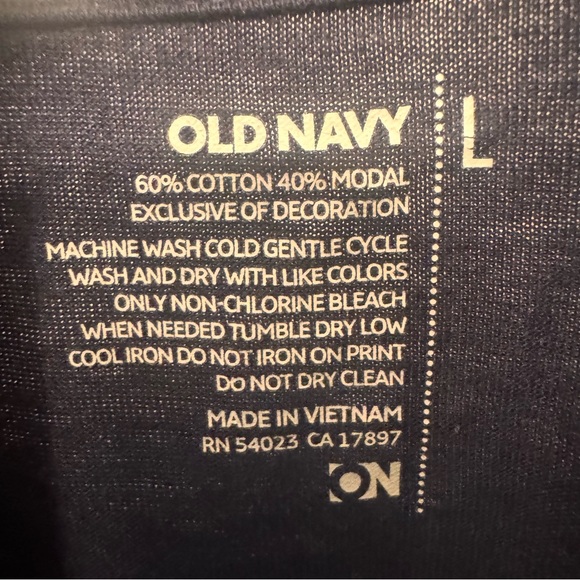 OLD NAVY
L
60% COTTON 40% MODAL
EXCLUSIVE OF DECORATION
MACHINE WASH COLD GENTLE CYCLE
WASH AND DRY WITH LIKE COLORS
ONLY NON-CHLORINE BLEACH
WHEN NEEDED TUMBLE DRY LOW
COOL IRON DO NOT IRON ON PRINT
DO NOT DRY CLEAN
MADE IN VIETNAM
RN 54023 CA 17897
ON